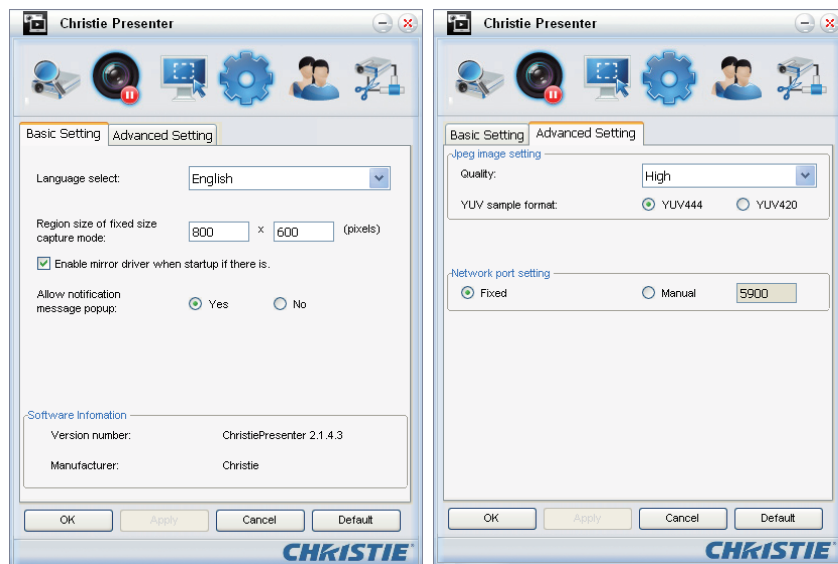 Christie Presenter
Basic Setting Advanced Setting
Language select: English
Region size of fixed size
capture mode: 800 x 600 (pixels)
Enable mirror driver when startup if there is.
Allow notification
message popup: Yes No
Software Infomation
Version number: ChristiePresenter 2.1.4.3
Manufacturer: Christie
OK Apply Cancel Default
CHRISTIE
Christie Presenter
Basic Setting Advanced Setting
Jpeg image setting
Quality: High
YUV sample format: YUV444 YUV420
Network port setting
Fixed Manual 5900
OK Apply Cancel Default
CHRISTIE